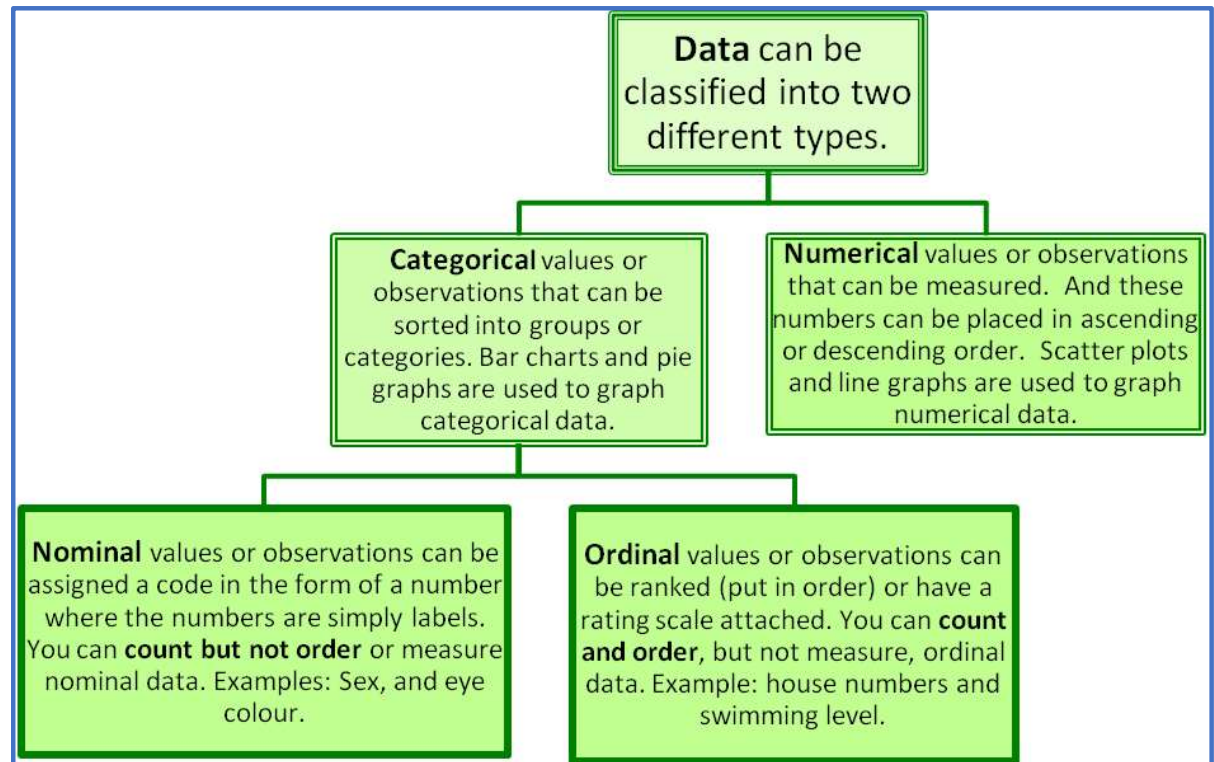 Data can be
classified into two
different types.
Categorical values or
observations that can be
sorted into groups or
categories. Bar charts and pie
graphs are used to graph
categorical data.
Numerical values or observations
that can be measured. And these
numbers can be placed in ascending
or descending order. Scatter plots
and line graphs are used to graph
numerical data.
Nominal values or observations can be
assigned a code in the form of a number
where the numbers are simply labels.
You can count but not order or measure
nominal data. Examples: Sex, and eye
colour.
Ordinal values or observations can
be ranked (put in order) or have a
rating scale attached. You can count
and order, but not measure, ordinal
data. Example: house numbers and
swimming level.